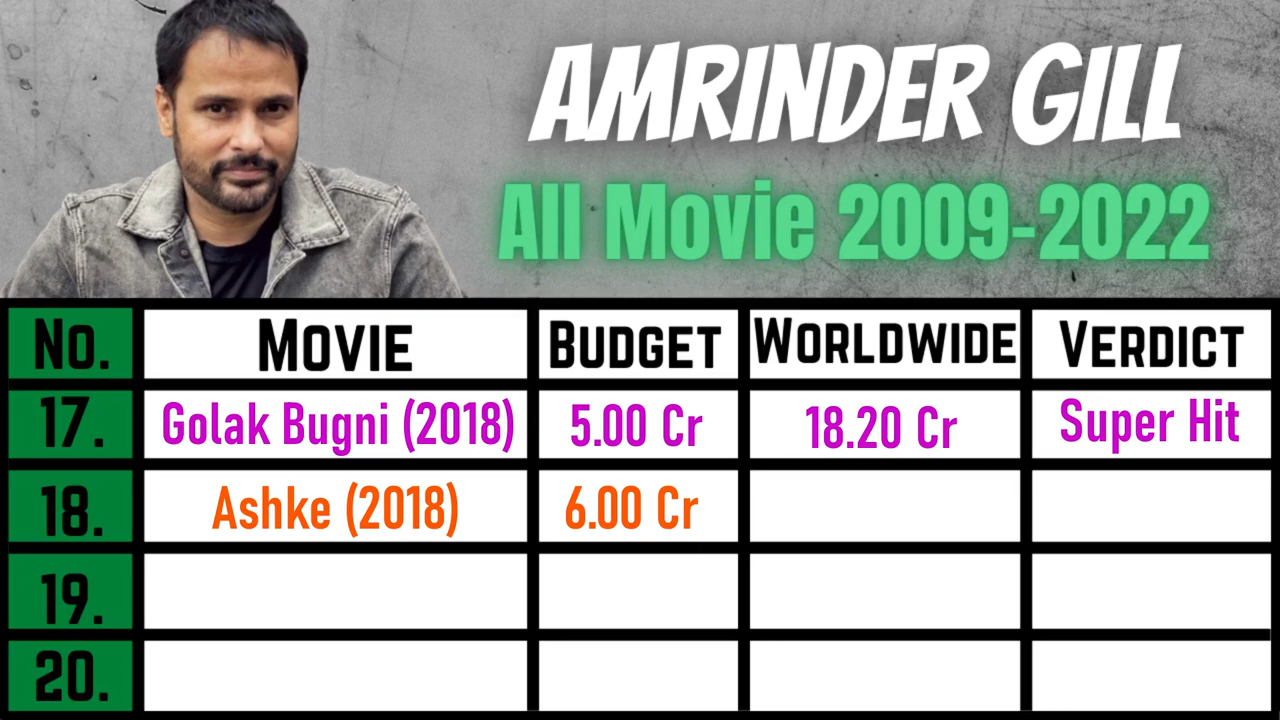 AMRINDER GILL
All Movie 2009-2022
No. MOVIE BUDGET WORLDWIDE VERDICT
17. Golak Bugni (2018) 5.00 Cr 18.20 Cr Super Hit
18. Ashke (2018) 6.00 Cr
19.
20.